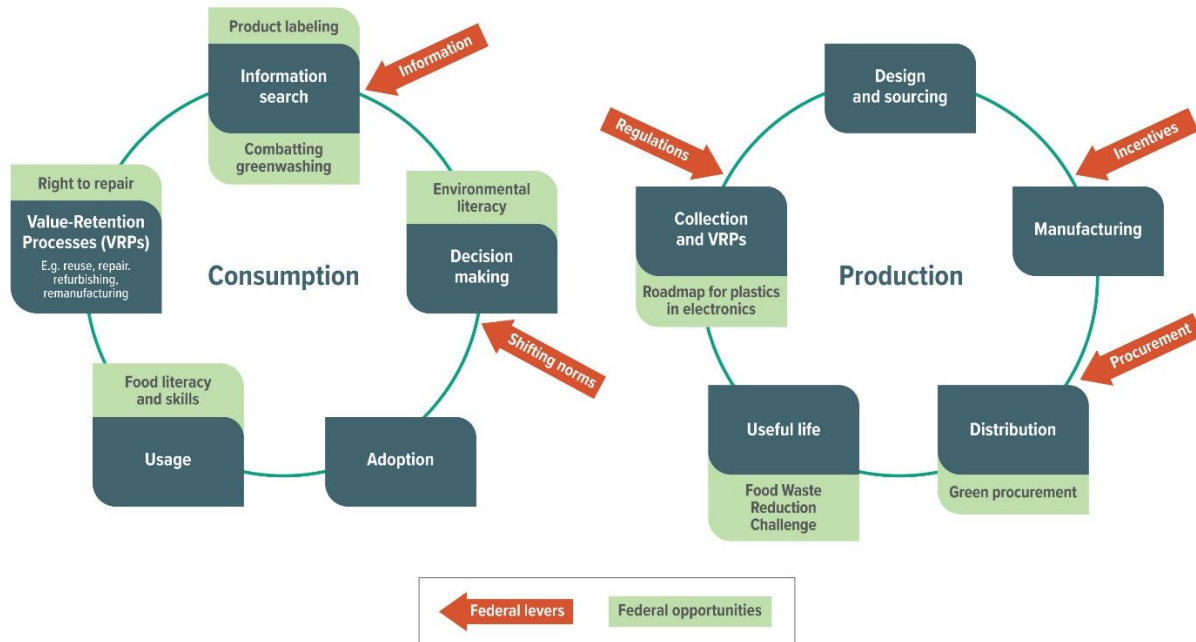 Product labeling
Information
search
Combatting
greenwashing
Information
Right to repair
Value-Retention
Processes (VRPs)
E.g. reuse, repair.
refurbishing,
remanufacturing
Consumption
Environmental
literacy
Decision
making
Shifting norms
Food literacy
and skills
Usage
Adoption
Design
and sourcing
Regulations
Incentives
Collection
and VRPs
Roadmap for plastics
in electronics
Production
Manufacturing
Procurement
Useful life
Food Waste
Reduction
Challenge
Distribution
Green procurement
Federal levers
Federal opportunities